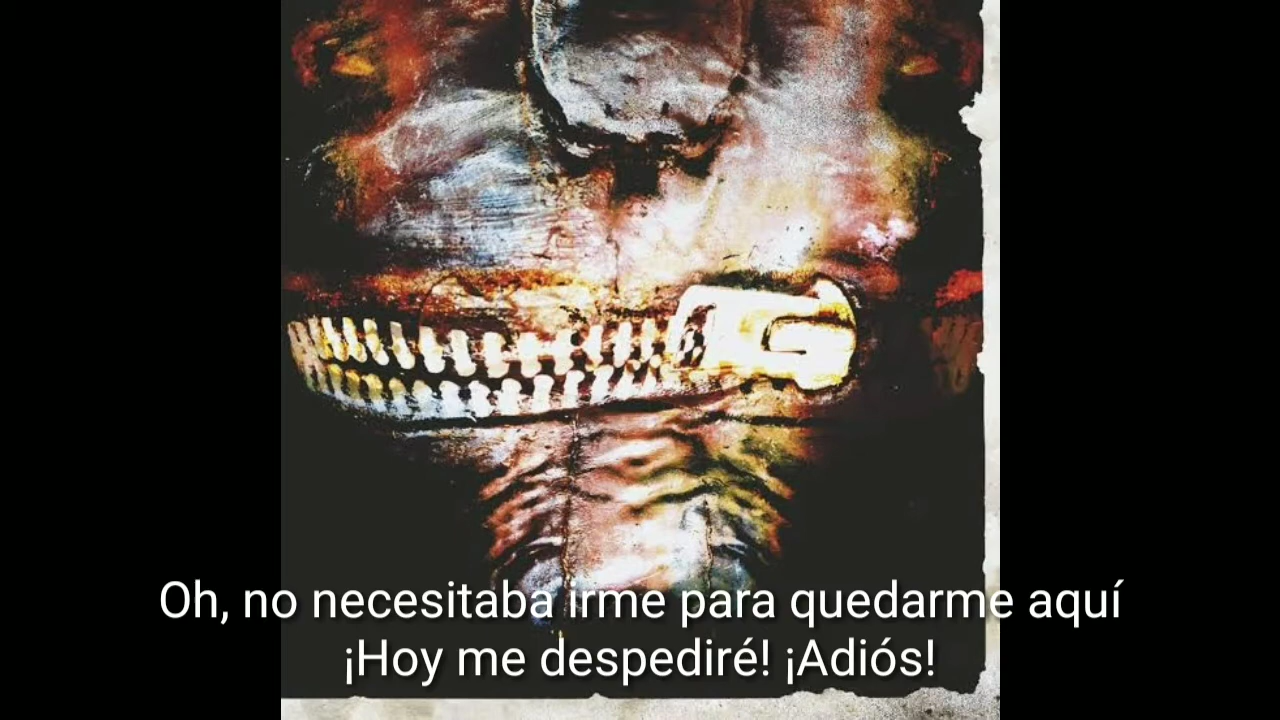 Oh, no necesitaba irme para quedarme aquí
¡Hoy me despediré! ¡Adiós!